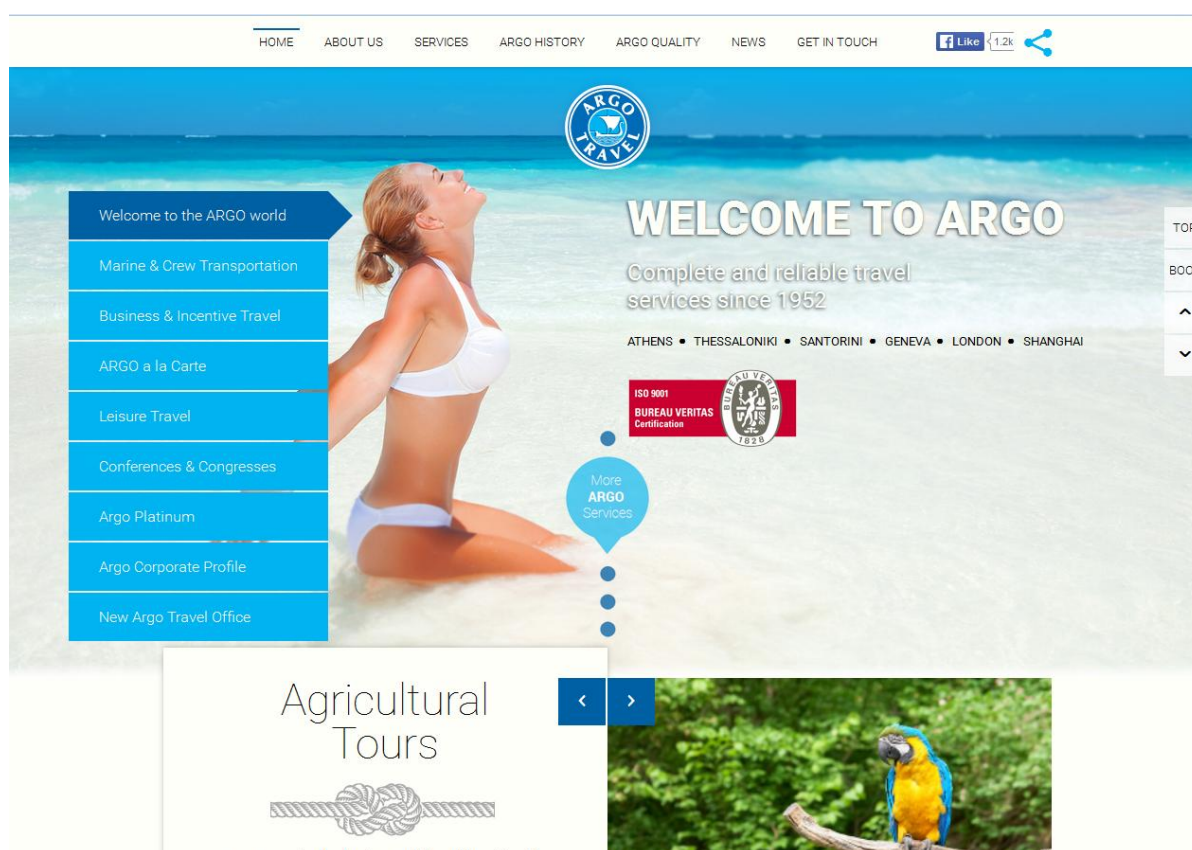 HOME ABOUT US SERVICES ARGO HISTORY ARGO QUALITY NEWS GET IN TOUCH
Like 1.2k
ARGO
TRAVEL
Welcome to the ARGO world
Marine & Crew Transportation
Business & Incentive Travel
ARGO a la Carte
Leisure Travel
Conferences & Congresses
Argo Platinum
Argo Corporate Profile
New Argo Travel Office
WELCOME TO ARGO
Complete and reliable travel
services since 1952
ATHENS • THESSALONIKI • SANTORINI • GENEVA • LONDON • SHANGHAI
ISO 9001
BUREAU VERITAS
Certification
BUREAU VERITAS
1828
More
ARGO
Services
Agricultural
Tours